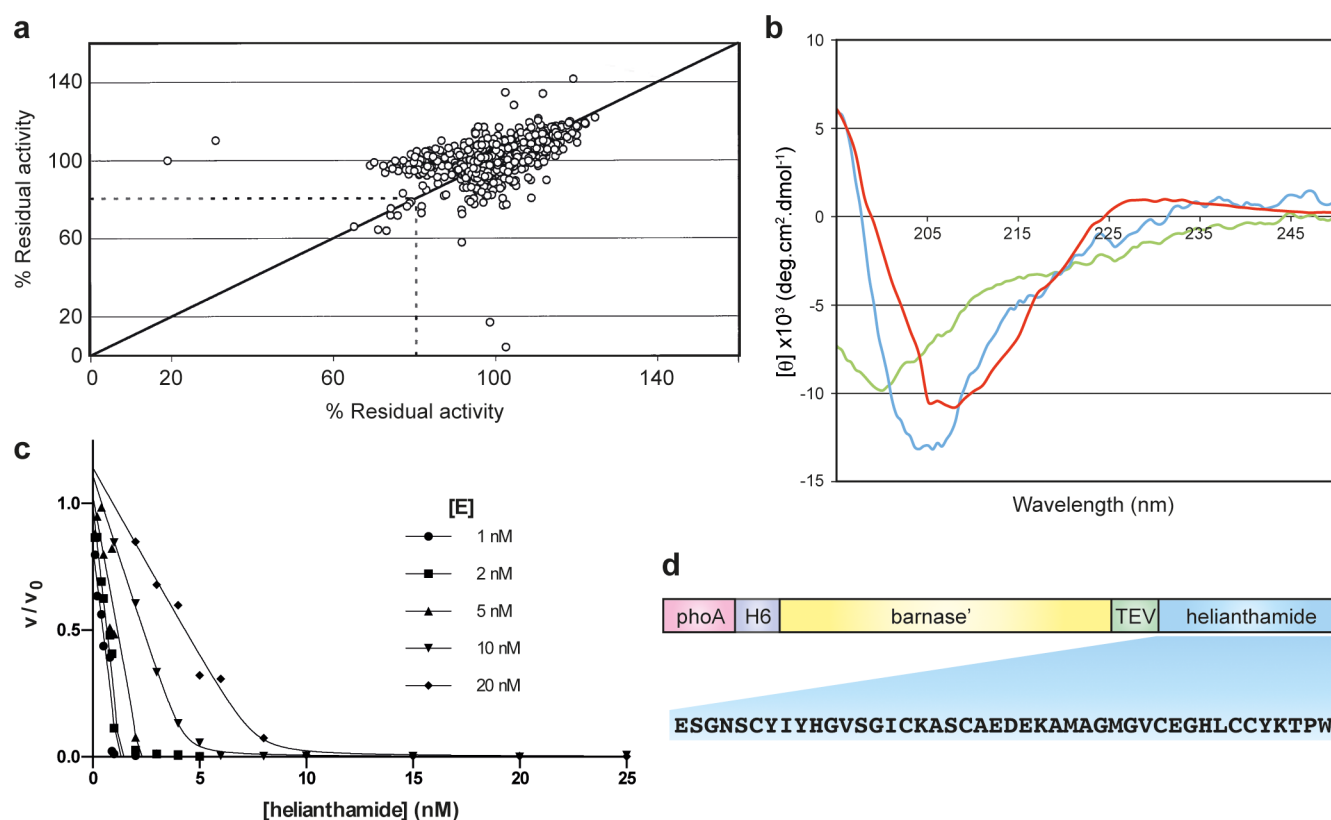 a
% Residual activity
140
100
60
20
0
0 20 60 100 140
% Residual activity
b
[θ] x10³ (deg.cm².dmol⁻¹)
10
5
0
-5
-10
-15
205 215 225 235 245
Wavelength (nm)
c
v / v₀
1.0
0.5
1.0
0 5 10 15 20 25
[helianthamide] (nM)
[E]
1 nM
2 nM
5 nM
10 nM
20 nM
d
phoA H6 barnase' TEV helianthamide
ESGNSCYIYHGVSGICKASCAEDEKAMAGMGVCEGHLCCYKTPW